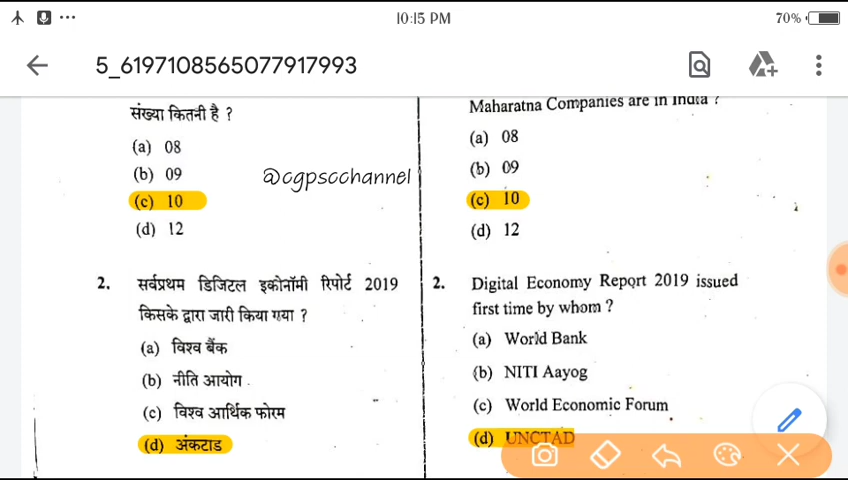 10:15 PM
70%
5_6197108565077917993
संख्या कितनी है ?
(a) 08
(b) 09
(c) 10
(d) 12
@cgpscchannel
2. सर्वप्रथम डिजिटल इकोनॉमी रिपोर्ट 2019
किसके द्वारा जारी किया गया ?
(a) विश्व बैंक
(b) नीति आयोग
(c) विश्व आर्थिक फोरम
(d) अंकटाड
Maharatna Companies are in India ?
(a) 08
(b) 09
(c) 10
(d) 12
2. Digital Economy Report 2019 issued
first time by whom ?
(a) World Bank
(b) NITI Aayog
(c) World Economic Forum
(d) UNCTAD